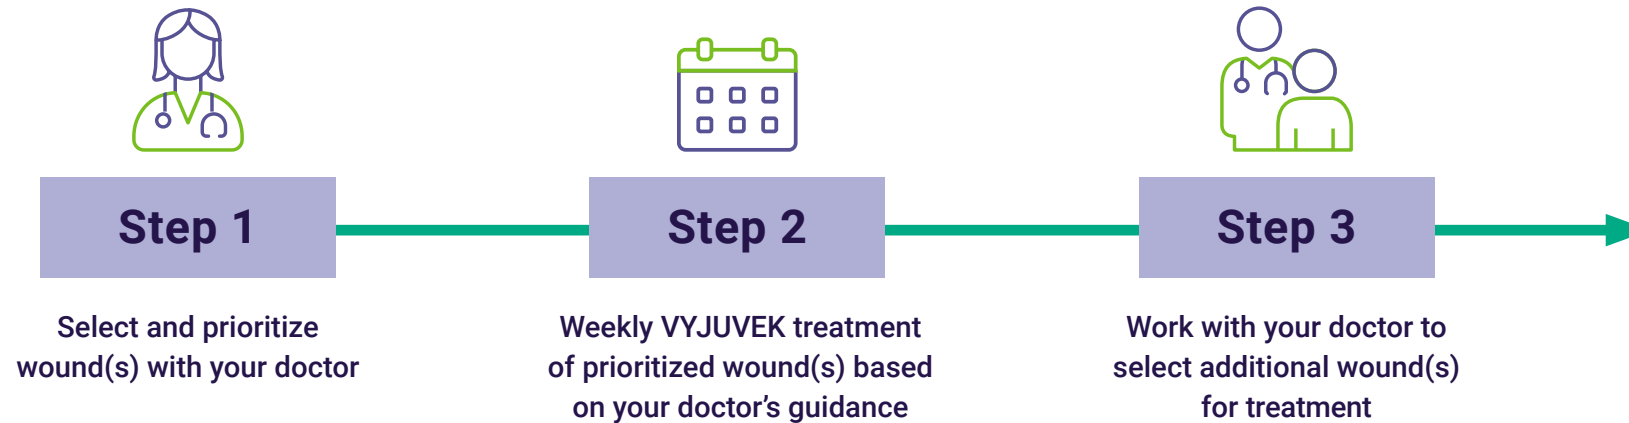 Step 1
Select and prioritize
wound(s) with your doctor
Step 2
Weekly VYJUVEK treatment
of prioritized wound(s) based
on your doctor’s guidance
Step 3
Work with your doctor to
select additional wound(s)
for treatment